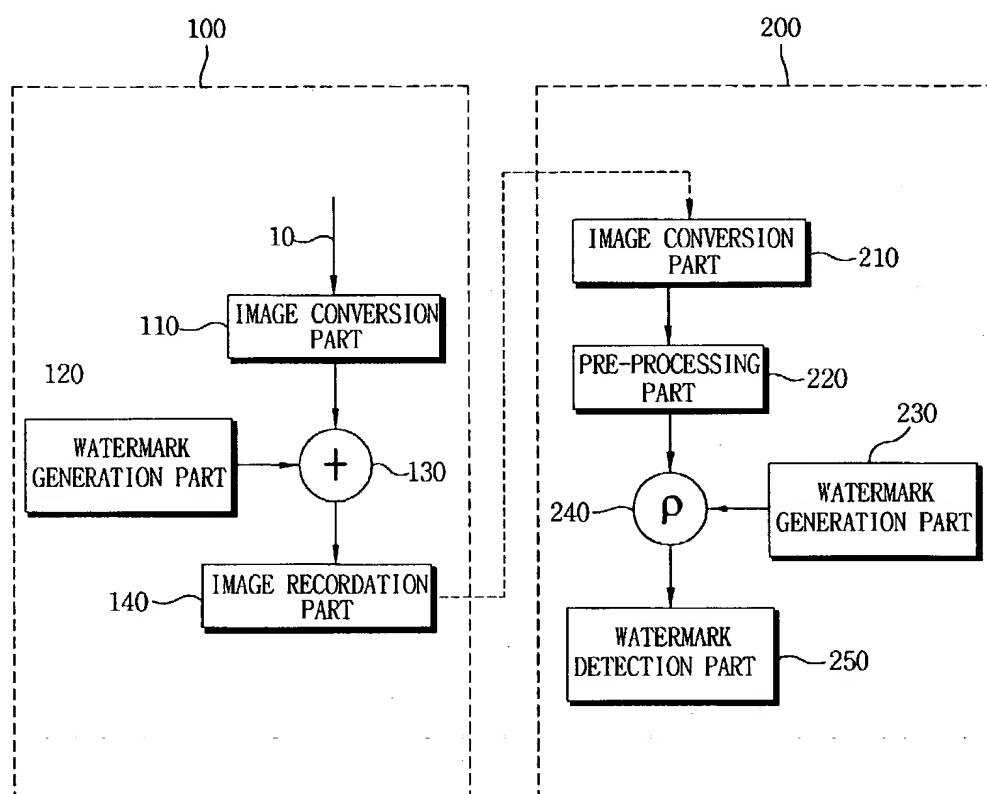 100
200
10
IMAGE CONVERSION
PART
110
120
WATERMARK
GENERATION PART
+
130
IMAGE RECORDATION
PART
140
IMAGE CONVERSION
PART
210
PRE-PROCESSING
PART
220
230
WATERMARK
GENERATION PART
240
ρ
WATERMARK
DETECTION PART
250